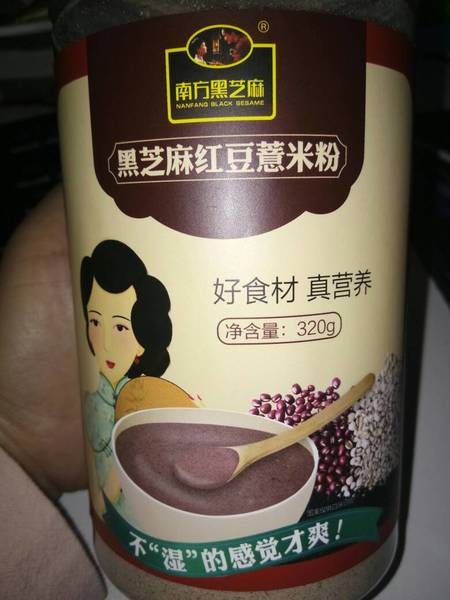 ®
南方黑芝麻
NANFANG BLACK SESAME
黑芝麻红豆薏米粉
好食材 真营养
净含量：320g
不“湿”的感觉才爽！